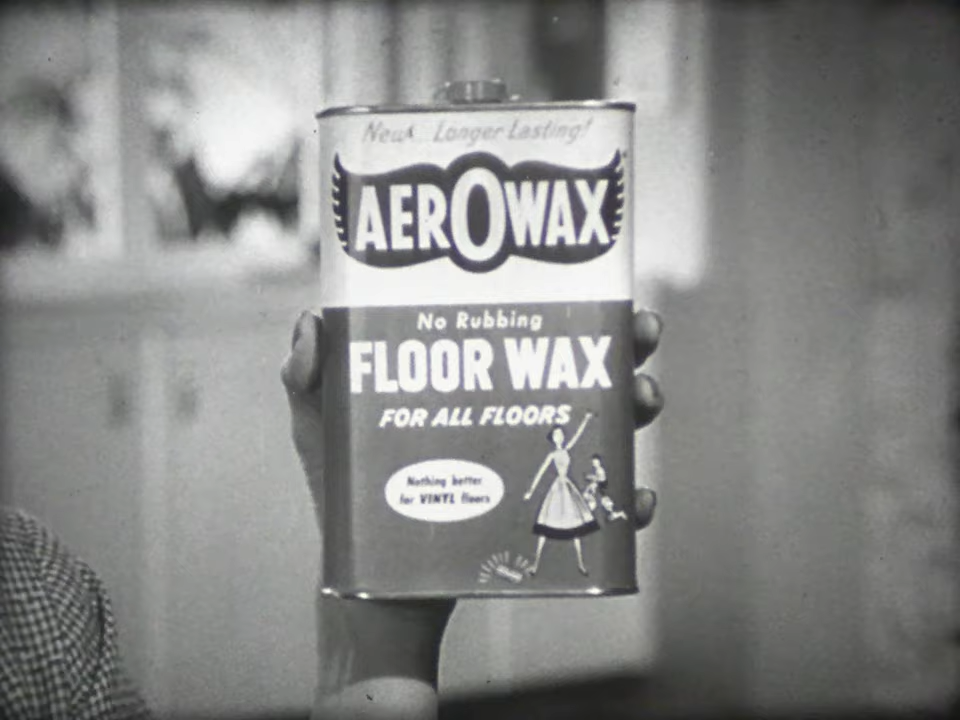 New! Longer Lasting!
AEROWAX
No Rubbing
FLOOR WAX
FOR ALL FLOORS
Nothing better
for VINYL floors